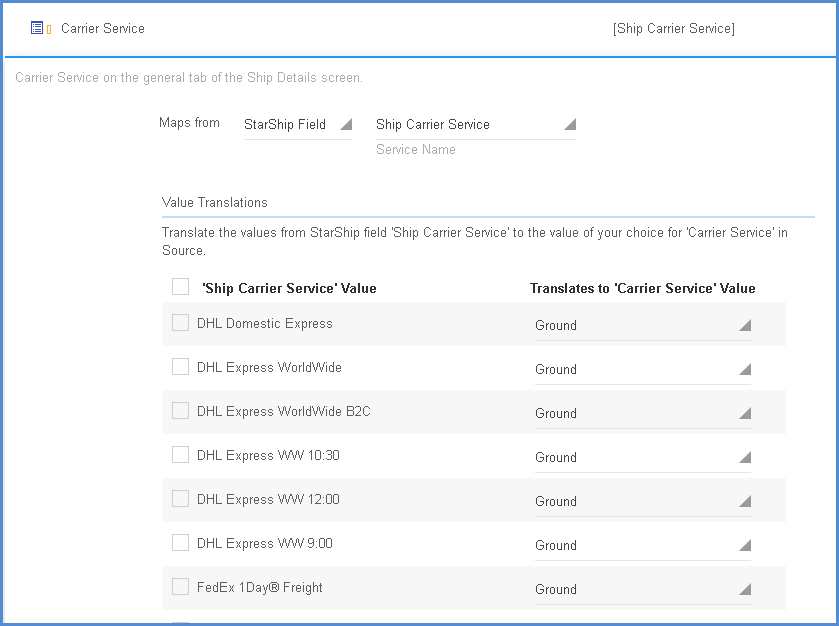 Carrier Service [Ship Carrier Service]
Carrier Service on the general tab of the Ship Details screen.
Maps from StarShip Field Ship Carrier Service
Service Name
Value Translations
Translate the values from StarShip field 'Ship Carrier Service' to the value of your choice for 'Carrier Service' in
Source.
'Ship Carrier Service' Value Translates to 'Carrier Service' Value
DHL Domestic Express Ground
DHL Express WorldWide Ground
DHL Express WorldWide B2C Ground
DHL Express WW 10:30 Ground
DHL Express WW 12:00 Ground
DHL Express WW 9:00 Ground
FedEx 1Day® Freight Ground